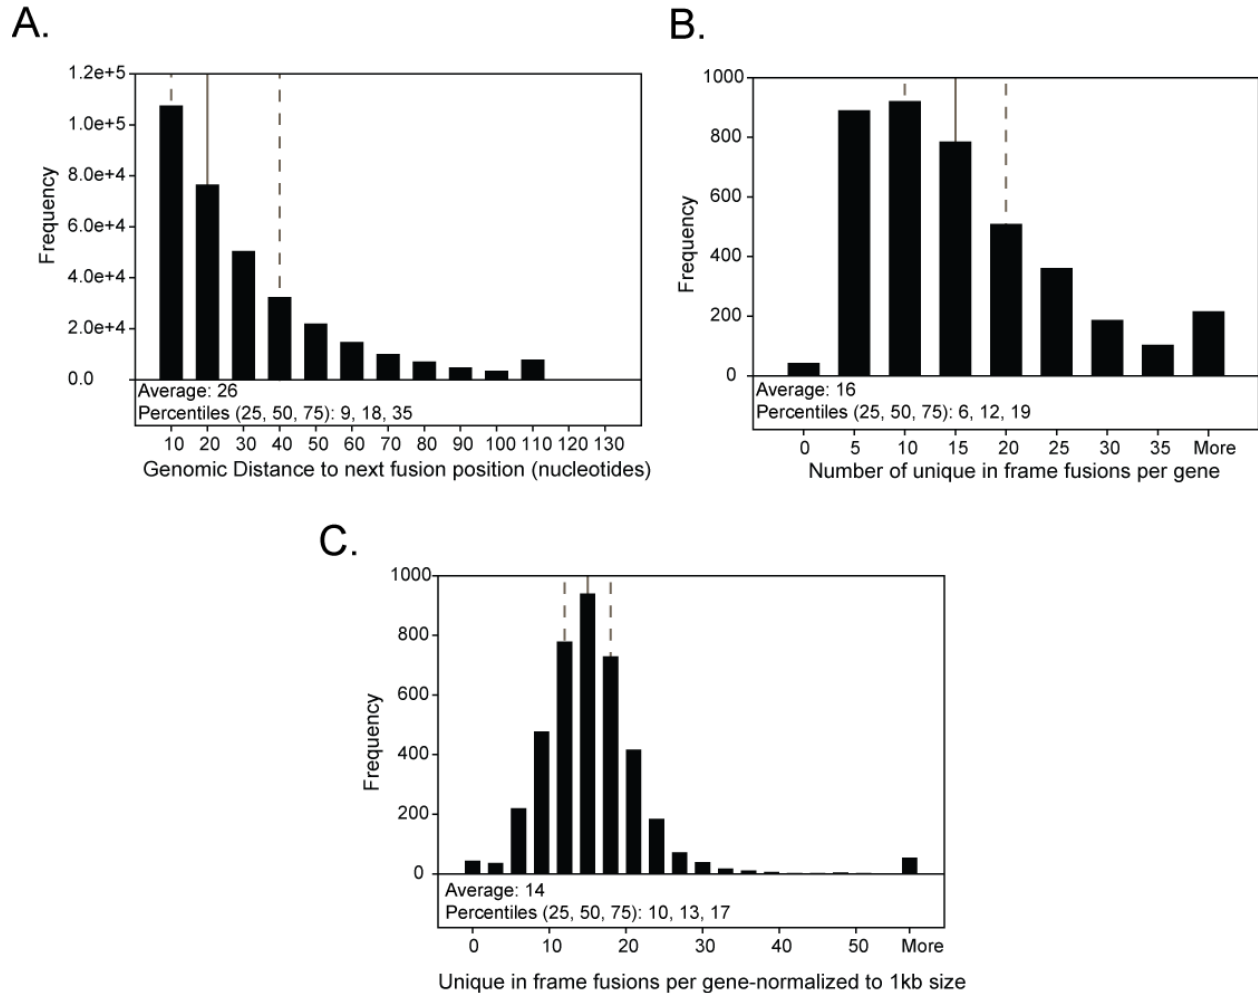 A.
1.2e+5
1.0e+5
8.0e+4
6.0e+4
4.0e+4
2.0e+4
0.0
Frequency
Average: 26
Percentiles (25, 50, 75): 9, 18, 35
10 20 30 40 50 60 70 80 90 100 110 120 130
Genomic Distance to next fusion position (nucleotides)
B.
1000
800
600
400
200
0
Frequency
Average: 16
Percentiles (25, 50, 75): 6, 12, 19
0 5 10 15 20 25 30 35 More
Number of unique in frame fusions per gene
C.
1000
800
600
400
200
0
Frequency
Average: 14
Percentiles (25, 50, 75): 10, 13, 17
0 10 20 30 40 50 More
Unique in frame fusions per gene-normalized to 1kb size